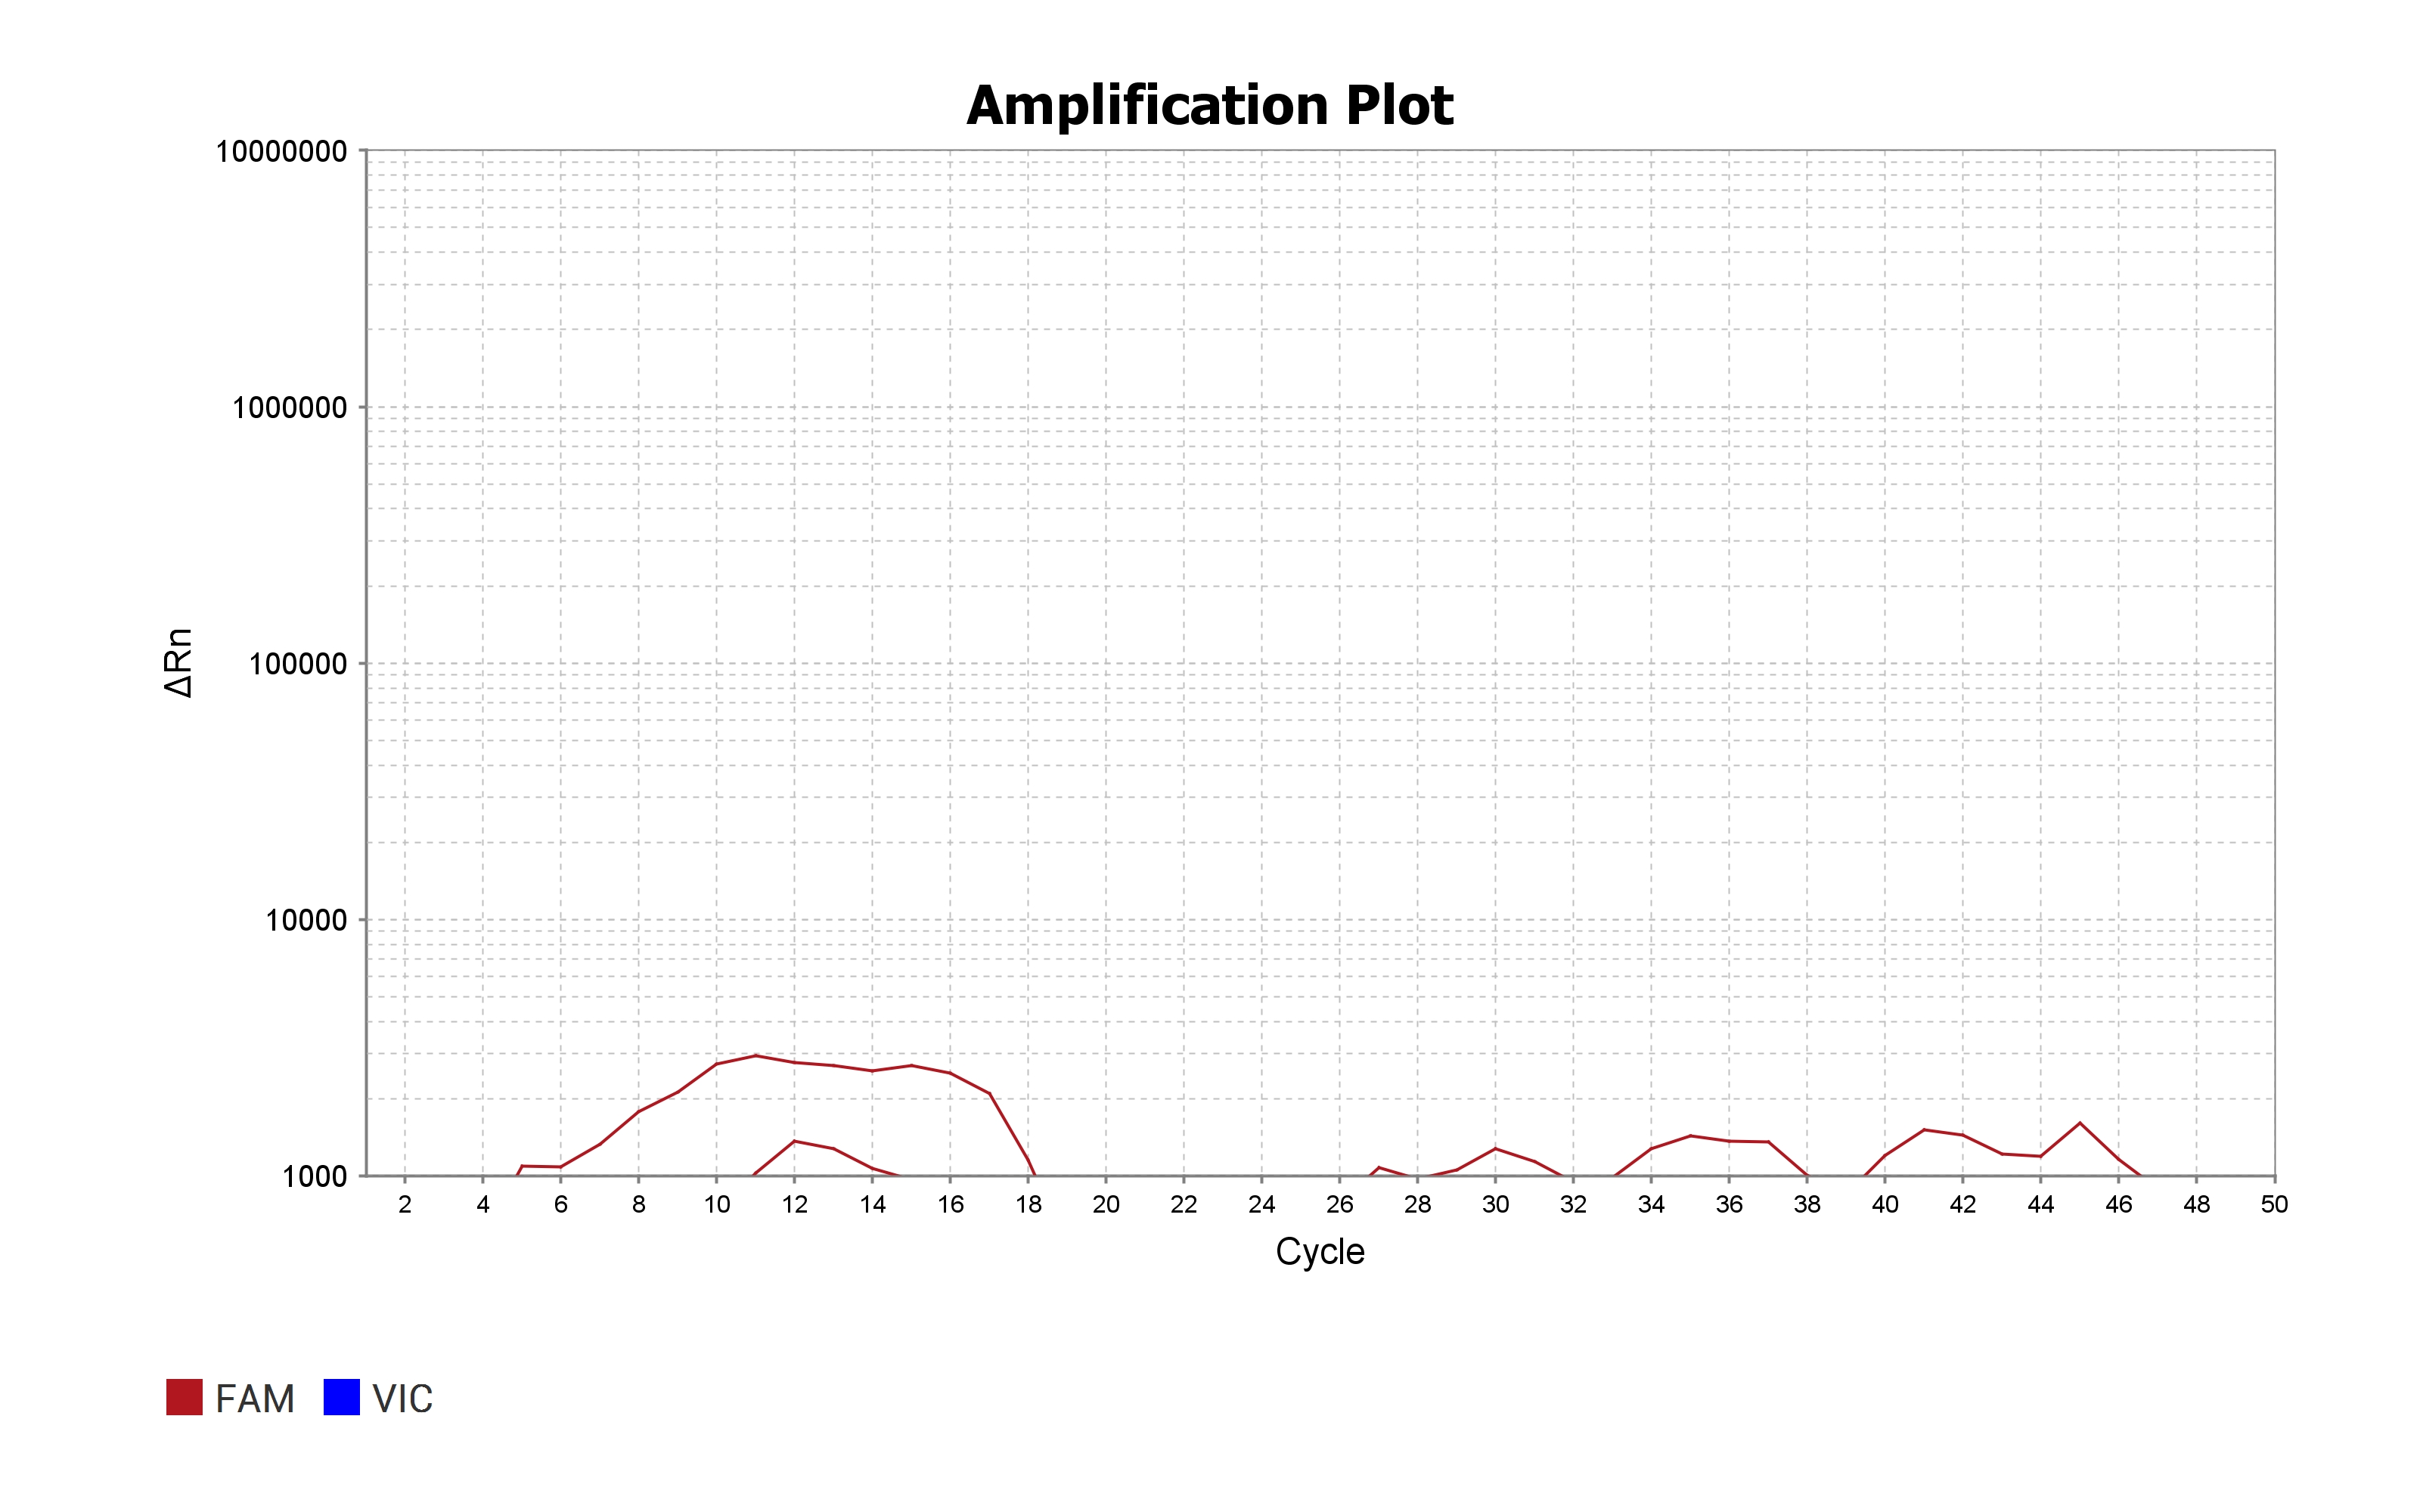 Amplification Plot
10000000
1000000
100000
10000
1000
ΔRn
2 4 6 8 10 12 14 16 18 20 22 24 26 28 30 32 34 36 38 40 42 44 46 48 50
Cycle
FAM VIC